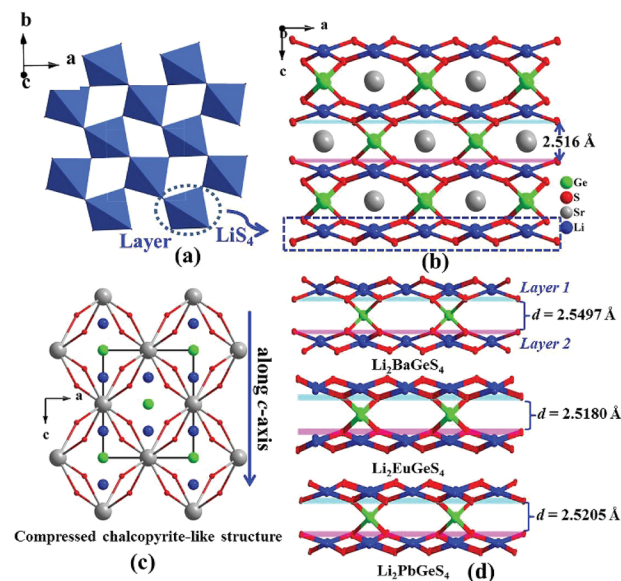 b
a
c
Layer
LiS4
(a)
b
a
c
2.516 Å
Ge
S
Sr
Li
(b)
a
c
along c-axis
Compressed chalcopyrite-like structure
(c)
Layer 1
d = 2.5497 Å
Layer 2
Li2BaGeS4
d = 2.5180 Å
Li2EuGeS4
d = 2.5205 Å
Li2PbGeS4
(d)